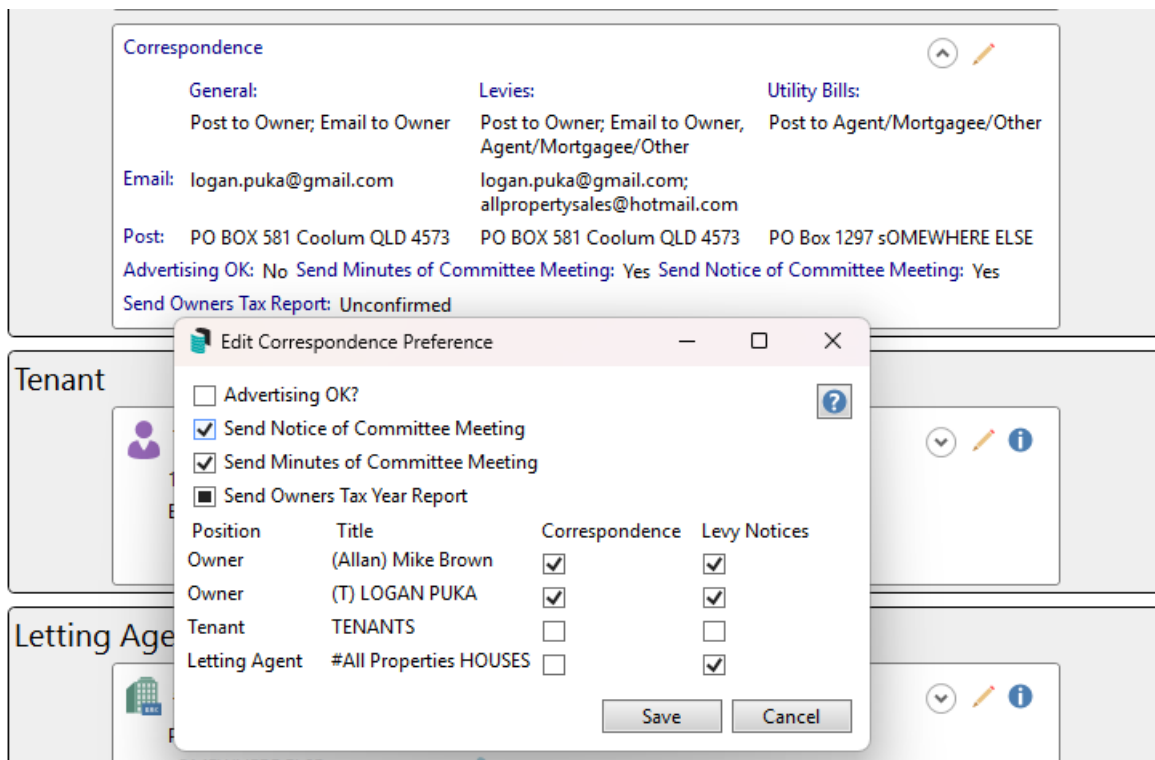 Correspondence
General: Levies: Utility Bills:
Post to Owner; Email to Owner Post to Owner; Email to Owner, Post to Agent/Mortgagee/Other
Agent/Mortgagee/Other
Email: logan.puka@gmail.com logan.puka@gmail.com;
allpropertysales@hotmail.com
Post: PO BOX 581 Coolum QLD 4573 PO BOX 581 Coolum QLD 4573 PO Box 1297 sOMEWHERE ELSE
Advertising OK: No Send Minutes of Committee Meeting: Yes Send Notice of Committee Meeting: Yes
Send Owners Tax Report: Unconfirmed
Edit Correspondence Preference
Tenant
Advertising OK?
Send Notice of Committee Meeting
Send Minutes of Committee Meeting
Send Owners Tax Year Report
Position Title Correspondence Levy Notices
Owner (Allan) Mike Brown
Owner (T) LOGAN PUKA
Tenant TENANTS
Letting Agent #All Properties HOUSES
Letting Age
Save Cancel